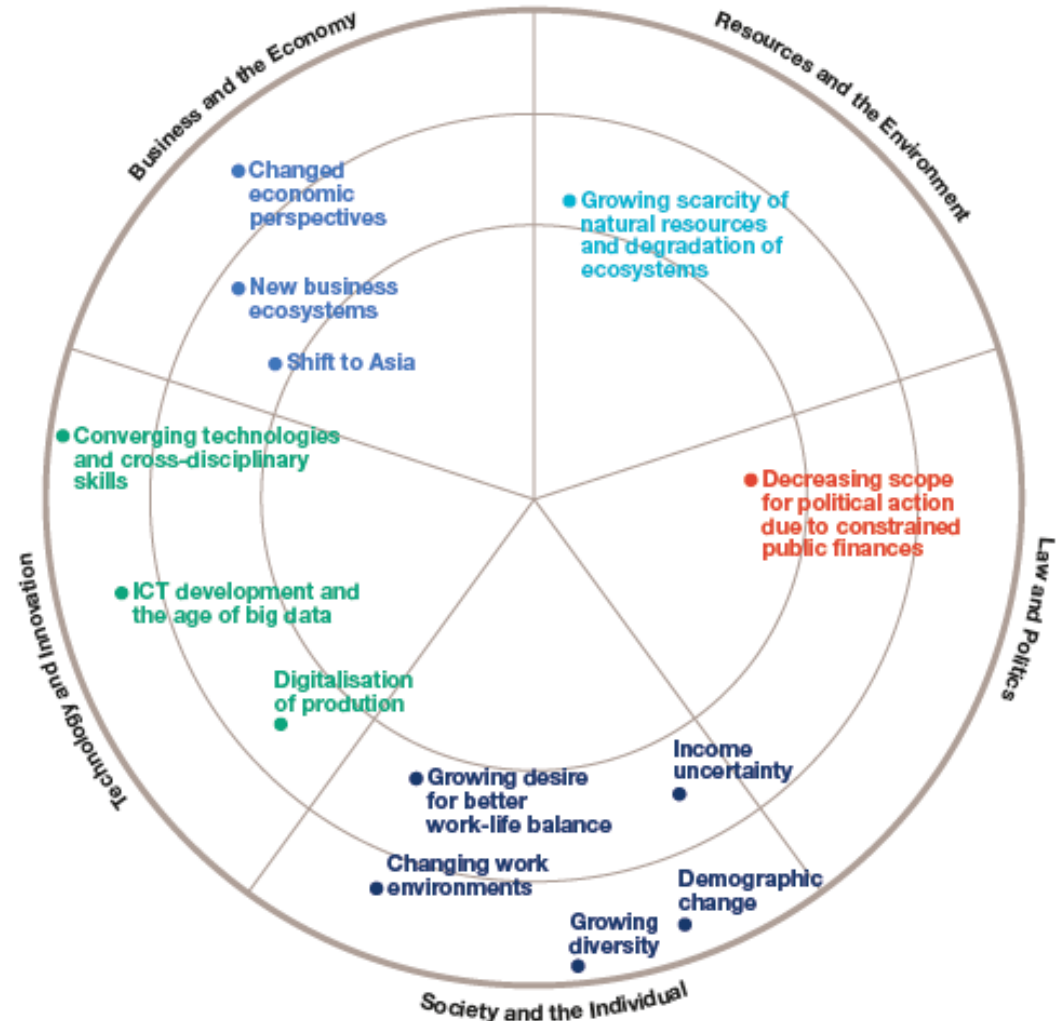 Business and the Economy
Resources and the Environment
Changed
economic
perspectives
Growing scarcity of
natural resources
and degradation of
ecosystems
New business
ecosystems
Shift to Asia
Converging technologies
and cross-disciplinary
skills
Decreasing scope
for political action
due to constrained
public finances
Law and Politics
Technology and Innovation
ICT development and
the age of big data
Digitalisation
of prodution
Income
uncertainty
Growing desire
for better
work-life balance
Changing work
environments
Demographic
change
Growing
diversity
Society and the Individual